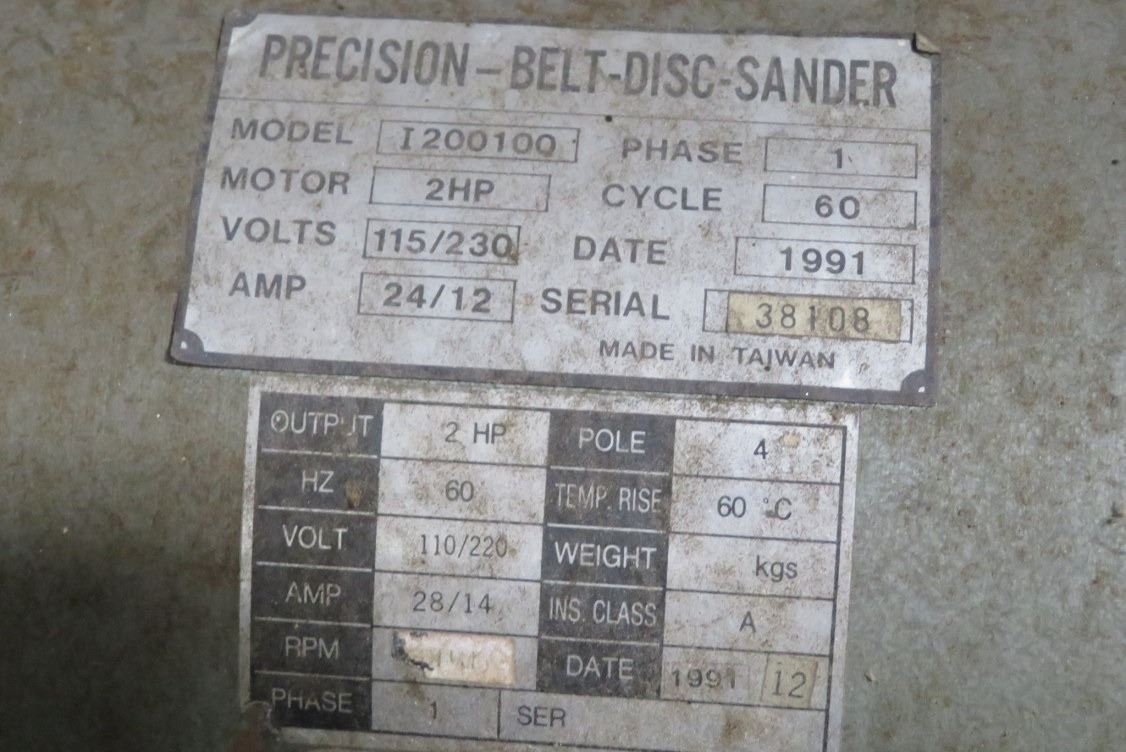 PRECISION-BELT-DISC-SANDER
MODEL I200100 PHASE 1
MOTOR 2HP CYCLE 60
VOLTS 115/230 DATE 1991
AMP 24/12 SERIAL 38108
MADE IN TAIWAN
OUTPUT 2 HP POLE 4
HZ 60 TEMP. RISE 60 °C
VOLT 110/220 WEIGHT kgs
AMP 28/14 INS. CLASS A
RPM DATE 1991 12
PHASE 1 SER